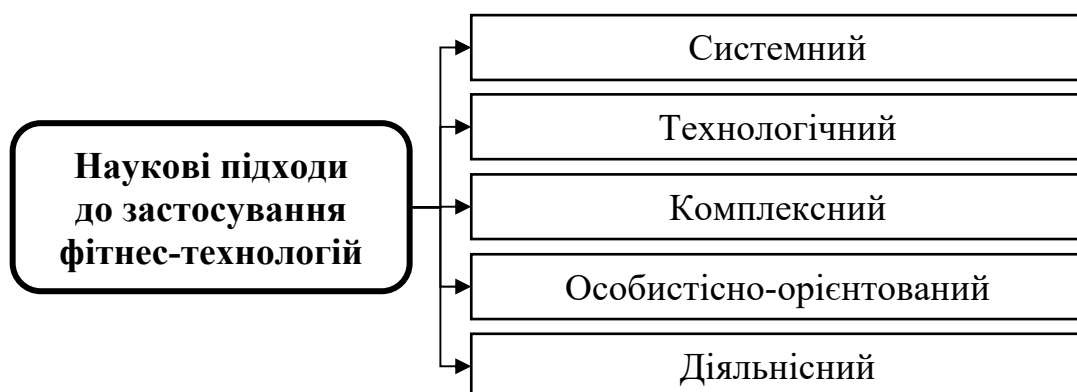 Наукові підходи
до застосування
фітнес-технологій
Системний
Технологічний
Комплексний
Особистісно-орієнтований
Діяльнісний